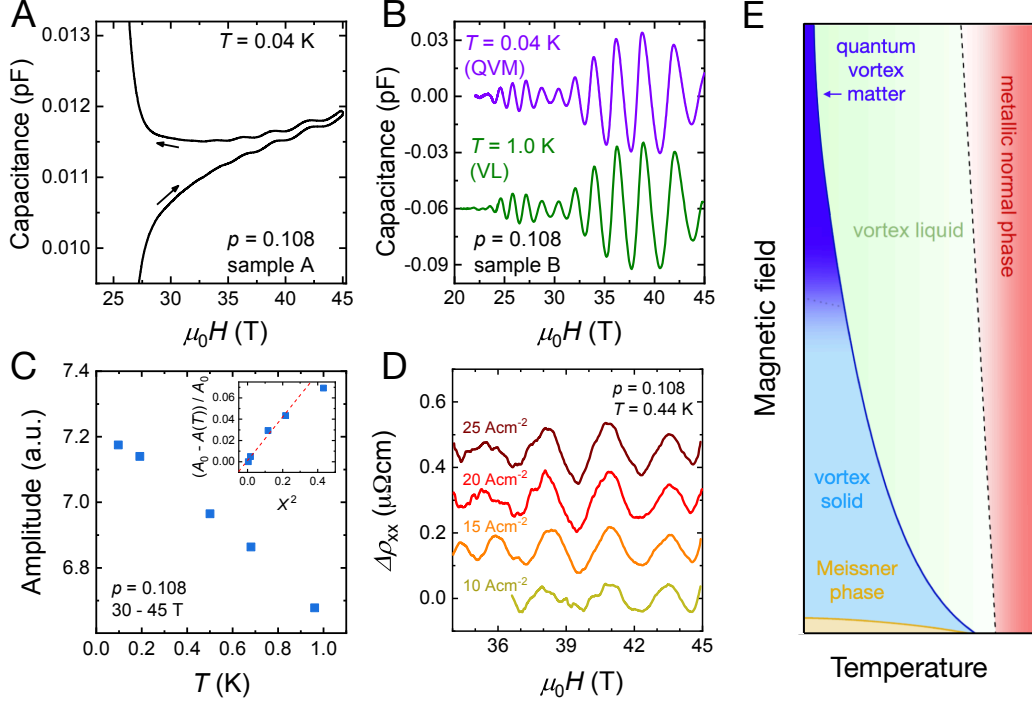 A
T = 0.04 K
0.013
0.012
0.011
0.010
Capacitance (pF)
p = 0.108
sample A
25 30 35 40 45
μ₀H (T)
B
T = 0.04 K
(QVM)
T = 1.0 K
(VL)
0.03
0.00
-0.03
-0.06
-0.09
Capacitance (pF)
p = 0.108
sample B
20 25 30 35 40 45
μ₀H (T)
C
7.4
7.2
7.0
6.8
Amplitude (a.u.)
(A₀ - A(T)) / A₀
0.06
0.04
0.02
0.00
0.0 0.2 0.4
X²
p = 0.108
30 - 45 T
0.0 0.2 0.4 0.6 0.8 1.0
T (K)
D
p = 0.108
T = 0.44 K
0.6
0.4
0.2
0.0
Δρxx (μΩcm)
25 Acm⁻²
20 Acm⁻²
15 Acm⁻²
10 Acm⁻²
36 39 42 45
μ₀H (T)
E
quantum
vortex
matter
metallic normal phase
vortex liquid
vortex
solid
Meissner
phase
Magnetic field
Temperature